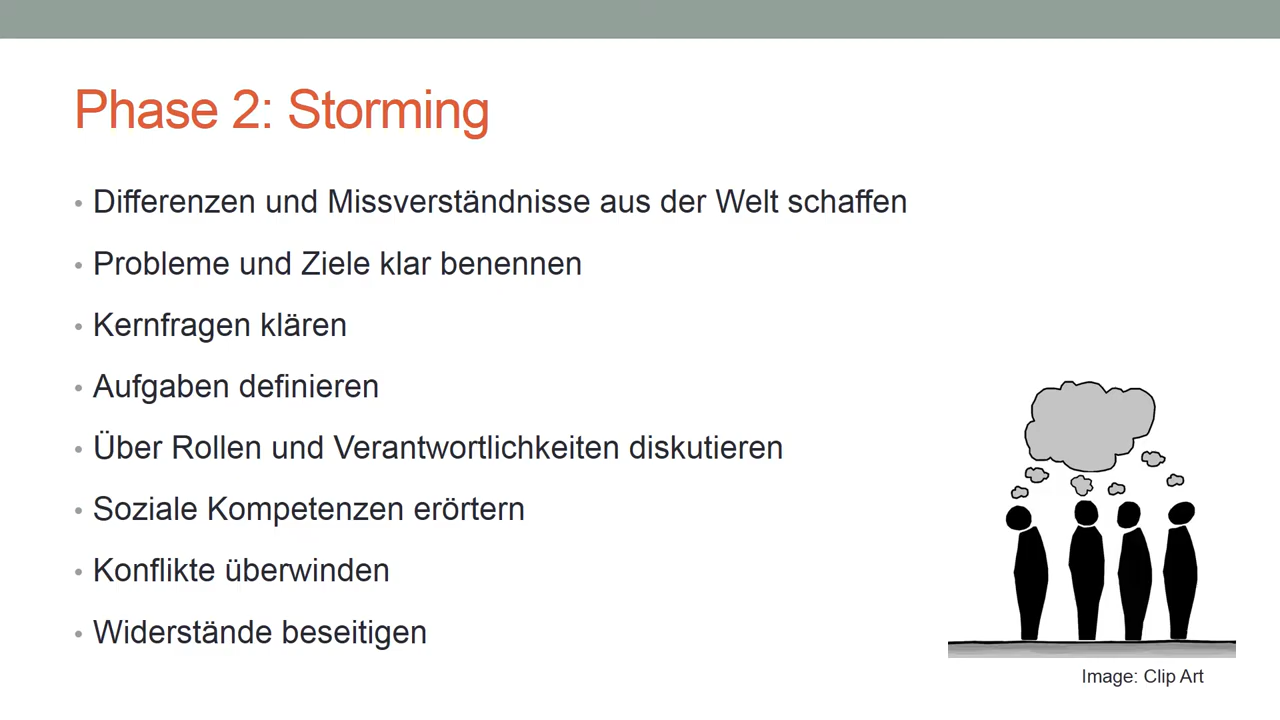 Phase 2: Storming
• Differenzen und Missverständnisse aus der Welt schaffen
• Probleme und Ziele klar benennen
• Kernfragen klären
• Aufgaben definieren
• Über Rollen und Verantwortlichkeiten diskutieren
• Soziale Kompetenzen erörtern
• Konflikte überwinden
• Widerstände beseitigen
Image: Clip Art